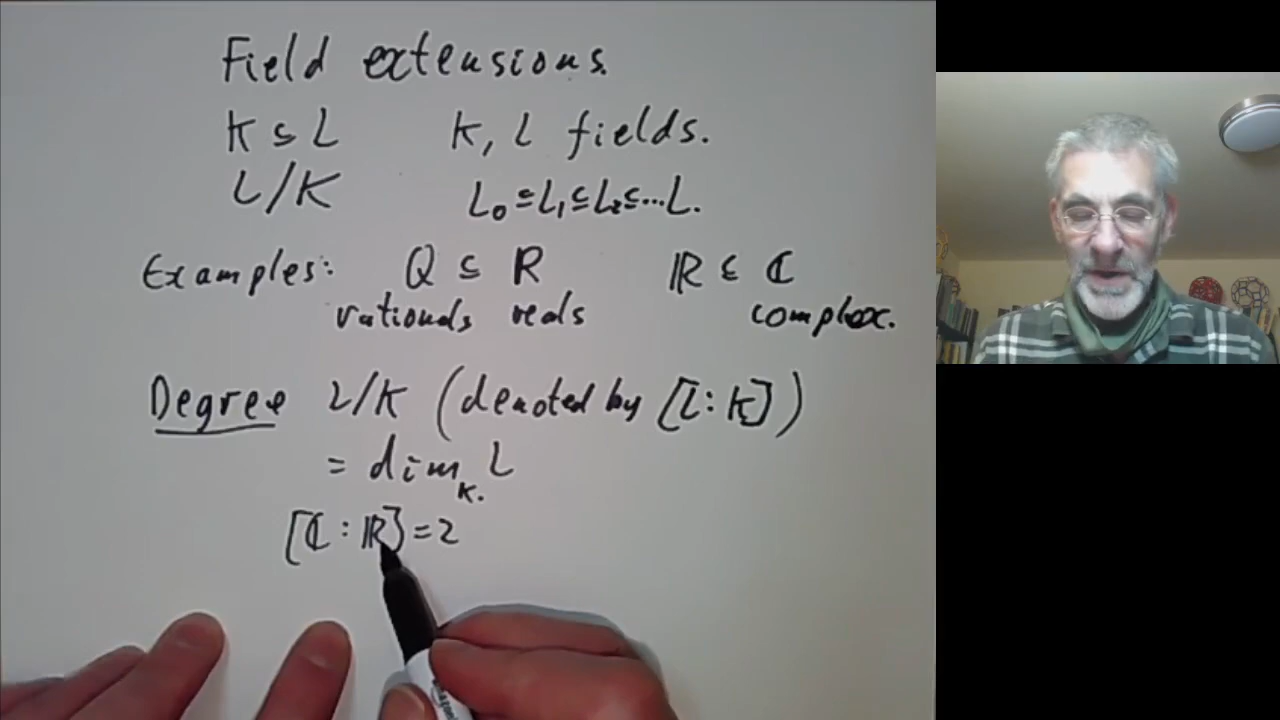 Field extensions.
K ⊆ L K, L fields.
L/K L₀ ⊆ L₁ ⊆ L₂ ⊆ ... L.
Examples: Q ⊆ R ℝ ⊆ ℂ
rationals reals complex.
Degree L/K (denoted by [L:K])
= dim_K. L
[ℂ : ℝ] = 2